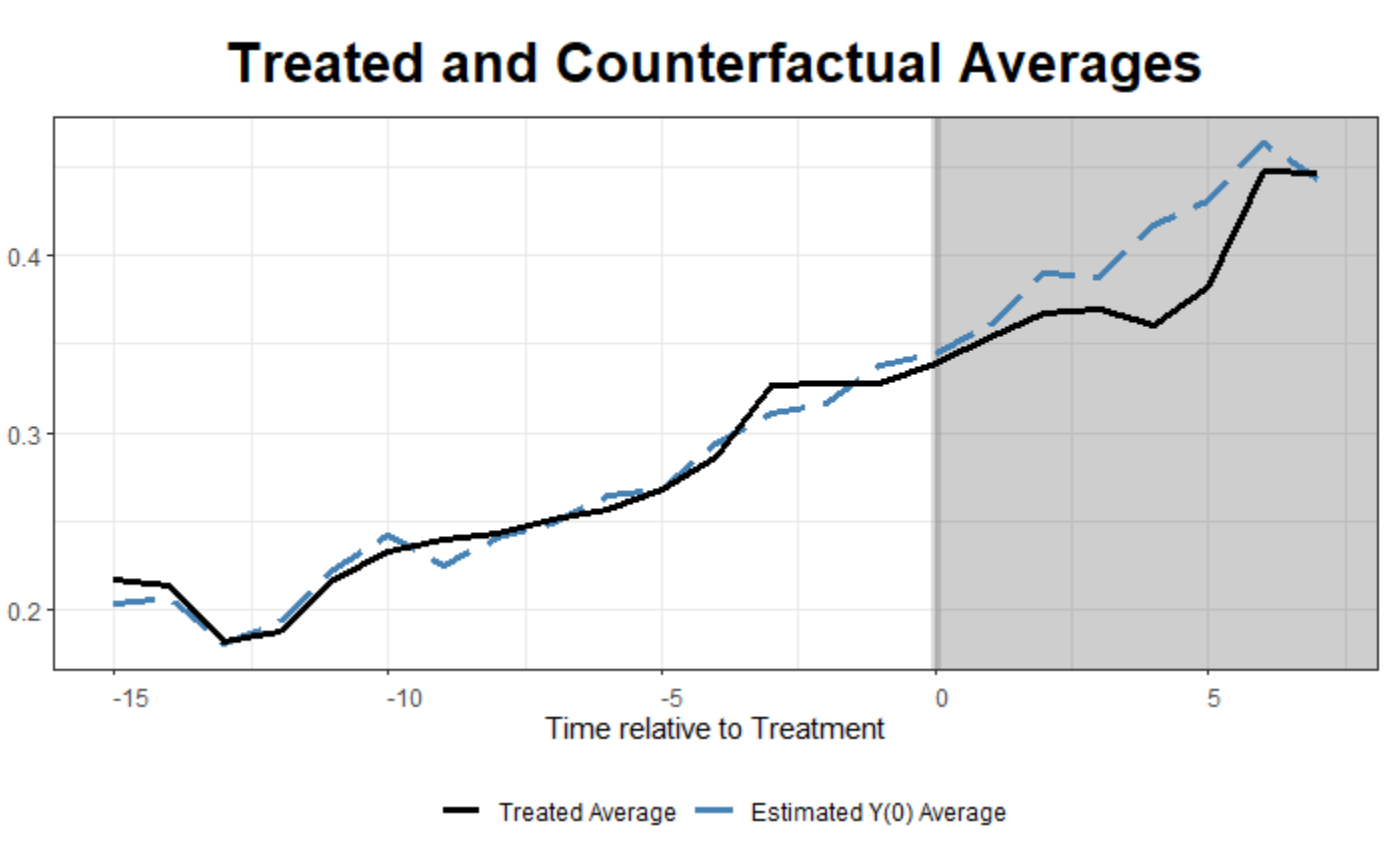 Treated and Counterfactual Averages
0.4
0.3
0.2
-15 -10 -5 0 5
Time relative to Treatment
Treated Average Estimated Y(0) Average